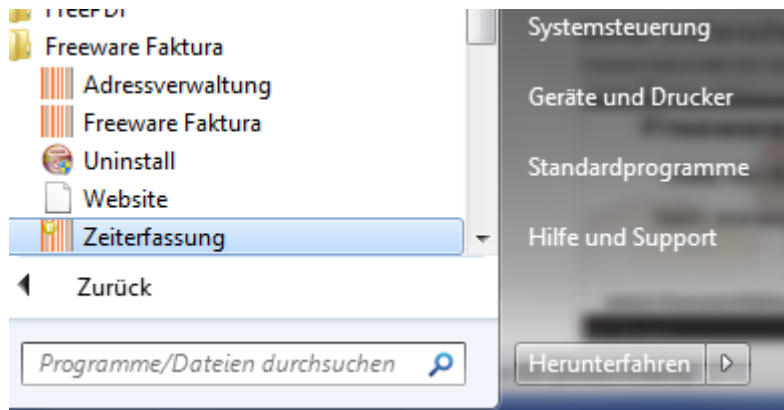 FreePDF
Freeware Faktura
Adressverwaltung
Freeware Faktura
Uninstall
Website
Zeiterfassung
Zurück
Programme/Dateien durchsuchen
Systemsteuerung
Geräte und Drucker
Standardprogramme
Hilfe und Support
Herunterfahren